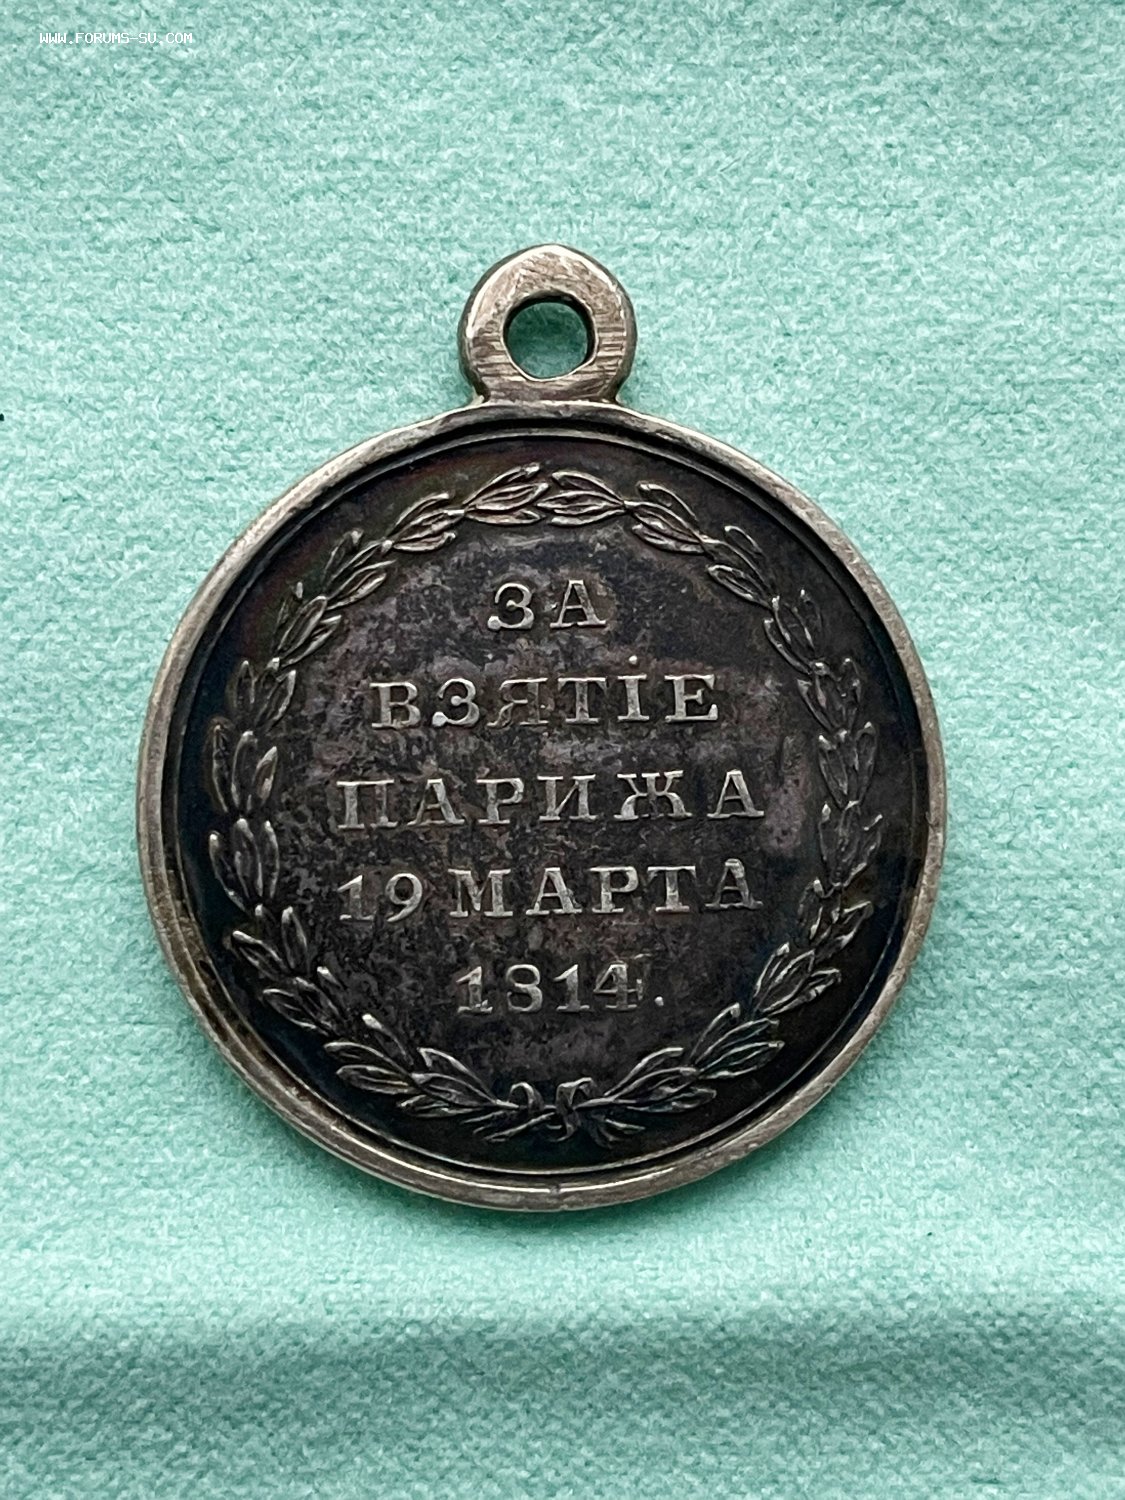 WWW.FORUMS-SU.COM
ЗА
ВЗЯТІЕ
ПАРИЖА
19 МАРТА
1814.